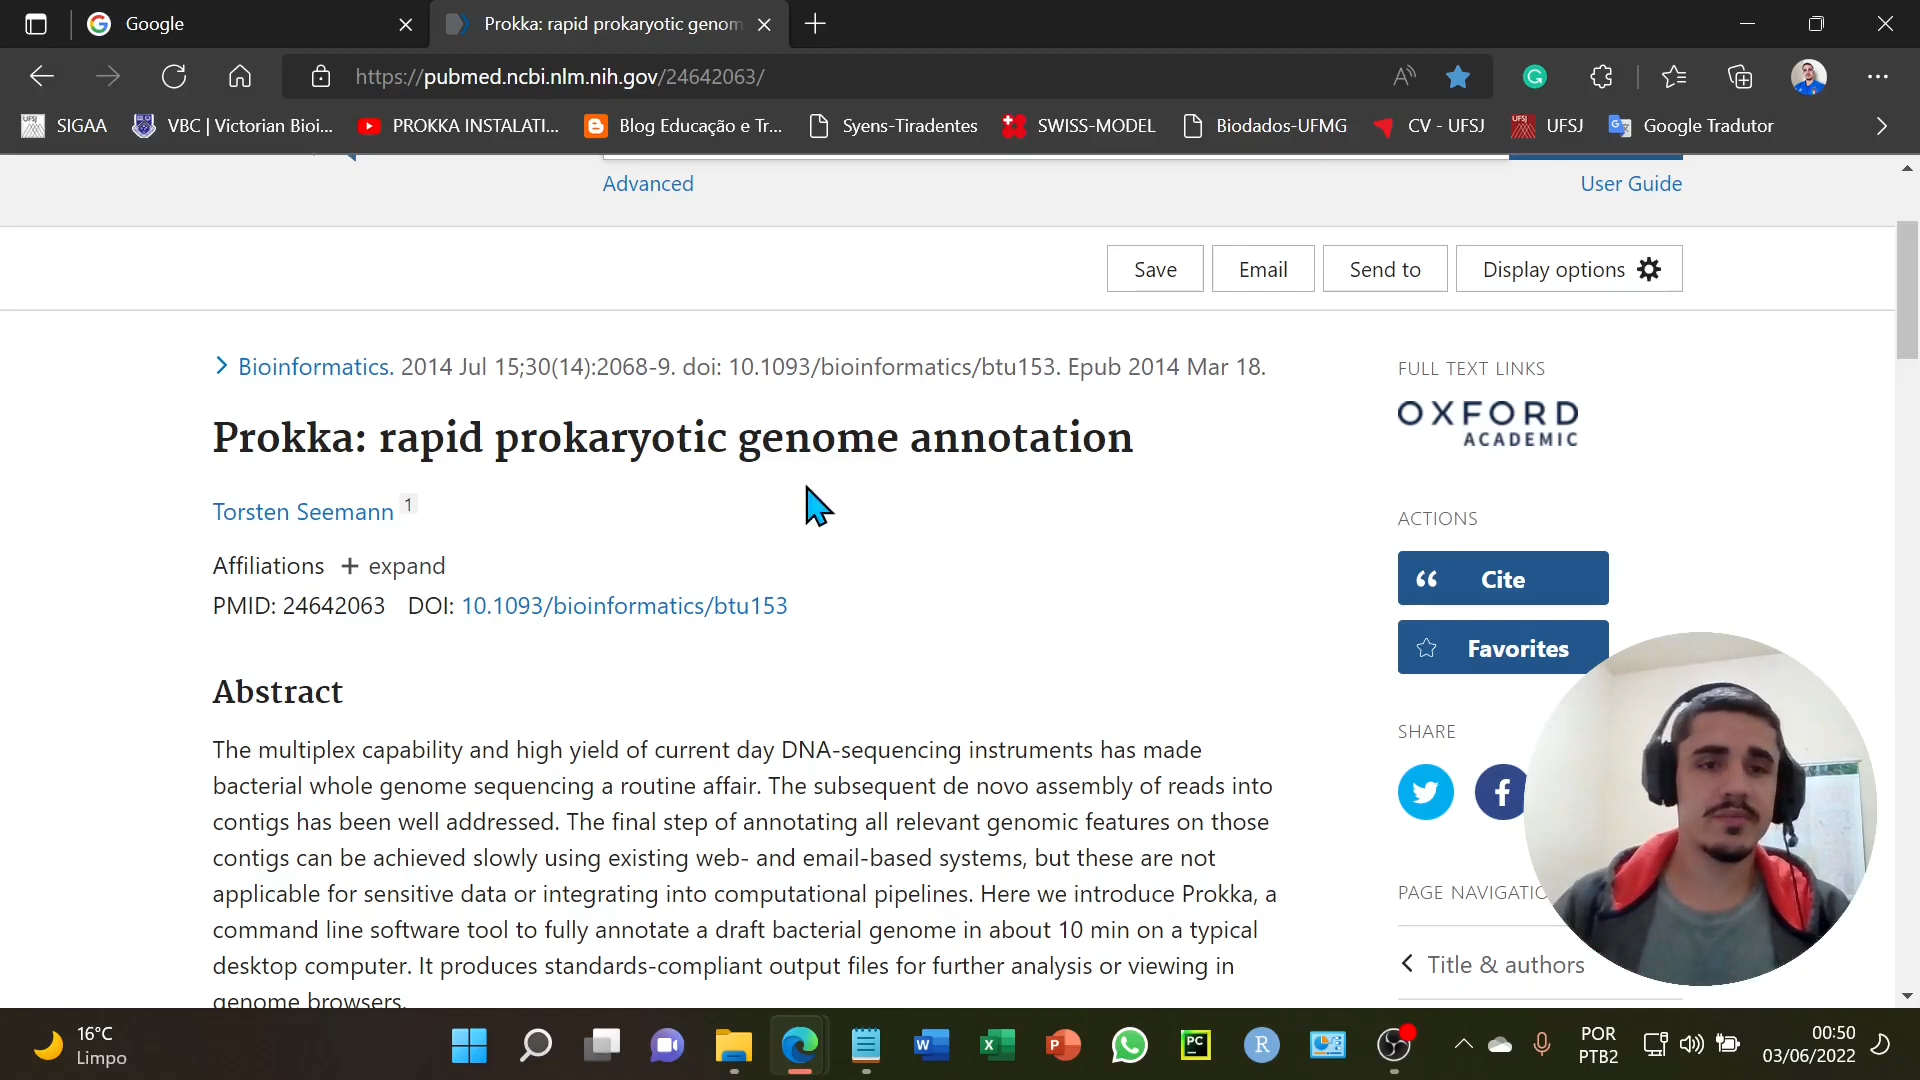 Google
Prokka: rapid prokaryotic genom
https://pubmed.ncbi.nlm.nih.gov/24642063/
SIGAA
VBC | Victorian Bioi...
PROKKA INSTALATI...
Blog Educação e Tr...
Syens-Tiradentes
SWISS-MODEL
Biodados-UFMG
CV - UFSJ
UFSJ
Google Tradutor
Advanced
User Guide
Save
Email
Send to
Display options
Bioinformatics. 2014 Jul 15;30(14):2068-9. doi: 10.1093/bioinformatics/btu153. Epub 2014 Mar 18.
Prokka: rapid prokaryotic genome annotation
Torsten Seemann 1
Affiliations + expand
PMID: 24642063 DOI: 10.1093/bioinformatics/btu153
Abstract
The multiplex capability and high yield of current day DNA-sequencing instruments has made
bacterial whole genome sequencing a routine affair. The subsequent de novo assembly of reads into
contigs has been well addressed. The final step of annotating all relevant genomic features on those
contigs can be achieved slowly using existing web- and email-based systems, but these are not
applicable for sensitive data or integrating into computational pipelines. Here we introduce Prokka, a
command line software tool to fully annotate a draft bacterial genome in about 10 min on a typical
desktop computer. It produces standards-compliant output files for further analysis or viewing in
genome browsers.
FULL TEXT LINKS
OXFORD
ACADEMIC
ACTIONS
Cite
Favorites
SHARE
PAGE NAVIGATIO
Title & authors
16°C
Limpo
POR
PTB2
00:50
03/06/2022